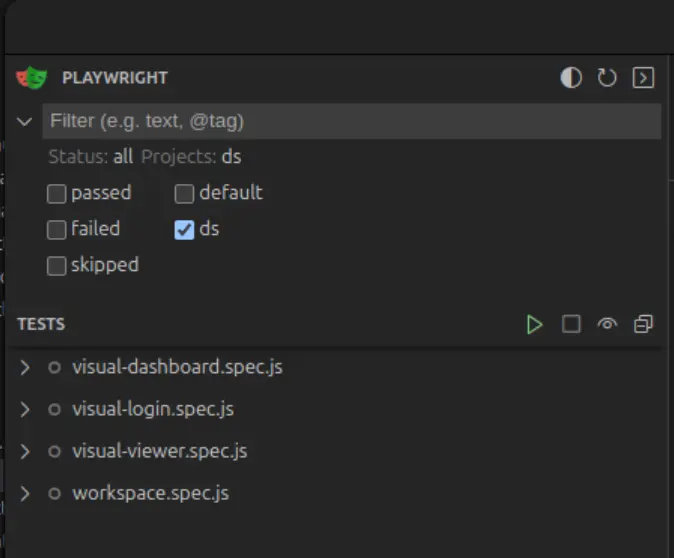 PLAYWRIGHT
Filter (e.g. text, @tag)
Status: all Projects: ds
passed default
failed ds
skipped
TESTS
visual-dashboard.spec.js
visual-login.spec.js
visual-viewer.spec.js
workspace.spec.js